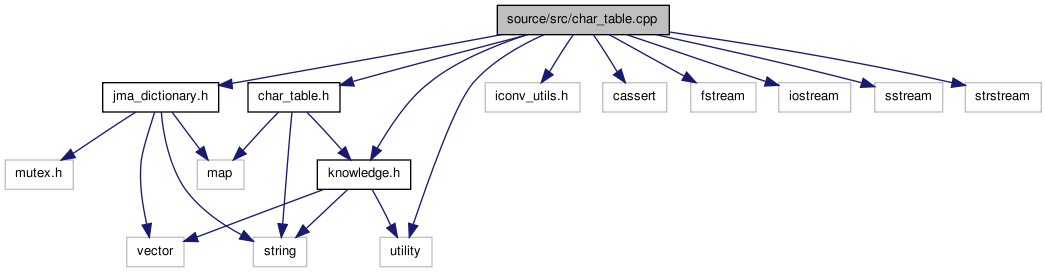 source/src/char_table.cpp
jma_dictionary.h
char_table.h
iconv_utils.h
cassert
fstream
iostream
sstream
strstream
mutex.h
map
knowledge.h
vector
string
utility